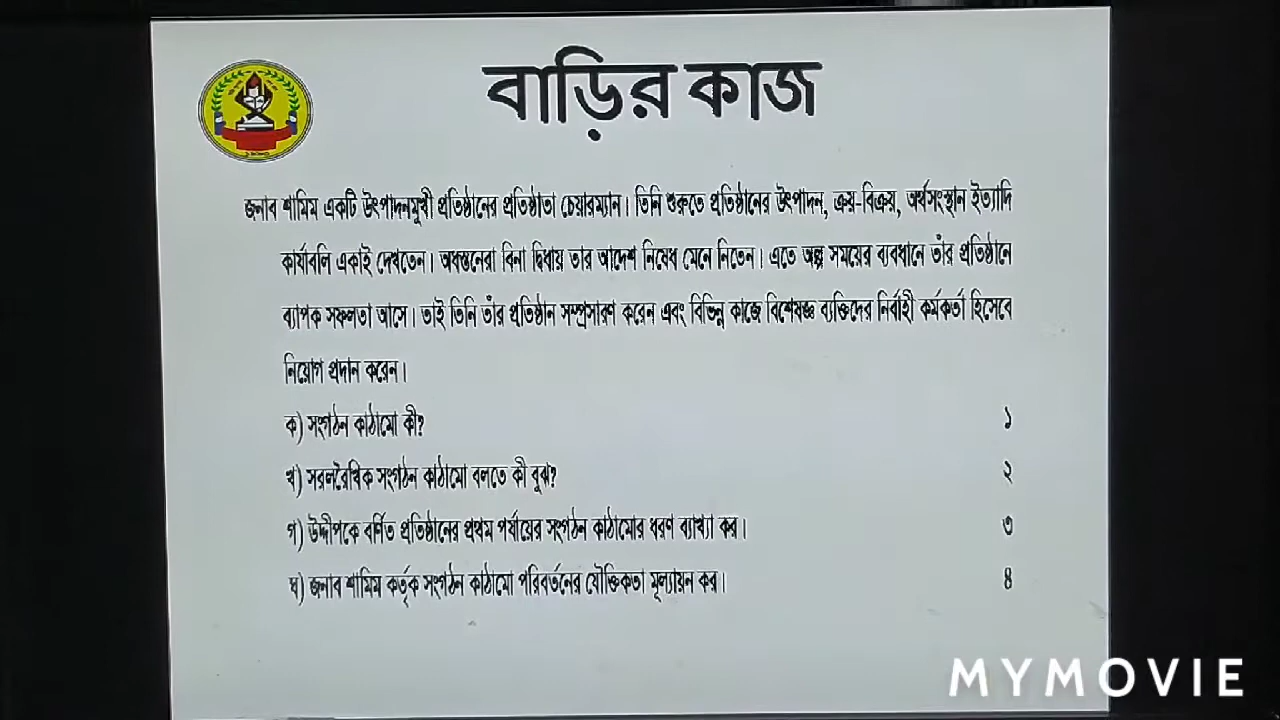 বাড়ির কাজ
জনাব শামিম একটি উৎপাদনমুখী প্রতিষ্ঠানের প্রতিষ্ঠাতা চেয়ারম্যান। তিনি শুরুতে প্রতিষ্ঠানের উৎপাদন, ক্রয়-বিক্রয়, অর্থসংস্থান ইত্যাদি
কার্যাবলি একাই দেখতেন। অধস্তনেরা বিনা দ্বিধায় তার আদেশ নিষেধ মেনে নিতেন। এতে অল্প সময়ের ব্যবধানে তাঁর প্রতিষ্ঠানে
ব্যাপক সফলতা আসে। তাই তিনি তাঁর প্রতিষ্ঠান সম্প্রসারণ করেন এবং বিভিন্ন কাজে বিশেষজ্ঞ ব্যক্তিদের নির্বাহী কর্মকর্তা হিসেবে
নিয়োগ প্রদান করেন।
ক) সংগঠন কাঠামো কী? ১
খ) সরলরৈখিক সংগঠন কাঠামো বলতে কী বুঝ? ২
গ) উদ্দীপকে বর্ণিত প্রতিষ্ঠানের প্রথম পর্যায়ের সংগঠন কাঠামোর ধরণ ব্যাখ্যা কর। ৩
ঘ) জনাব শামিম কর্তৃক সংগঠন কাঠামো পরিবর্তনের যৌক্তিকতা মূল্যায়ন কর। ৪
MYMOVIE